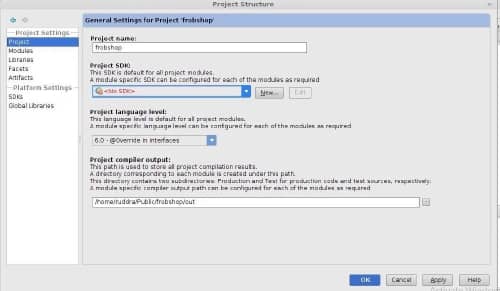 Project Structure
Project Settings
Project
Modules
Libraries
Facets
Artifacts
Platform Settings
SDKs
Global Libraries
General Settings for Project 'frobshop'
Project name:
frobshop
Project SDK:
This SDK is default for all project modules.
A module specific SDK can be configured for each of the modules as required
<No SDK>
New...
Edit
Project language level:
This language level is default for all project modules.
A module specific language level can be configured for each of the modules as required
6.0 - @Override in interfaces
Project compiler output:
This path is used to store all project compilation results.
A directory corresponding to each module is created under this path.
This directory contains two subdirectories: Production and Test for production code and test sources, respectively.
A module specific compiler output path can be configured for each of the modules as required
/home/ruddra/Public/frobshop/out
OK
Cancel
Apply
Help